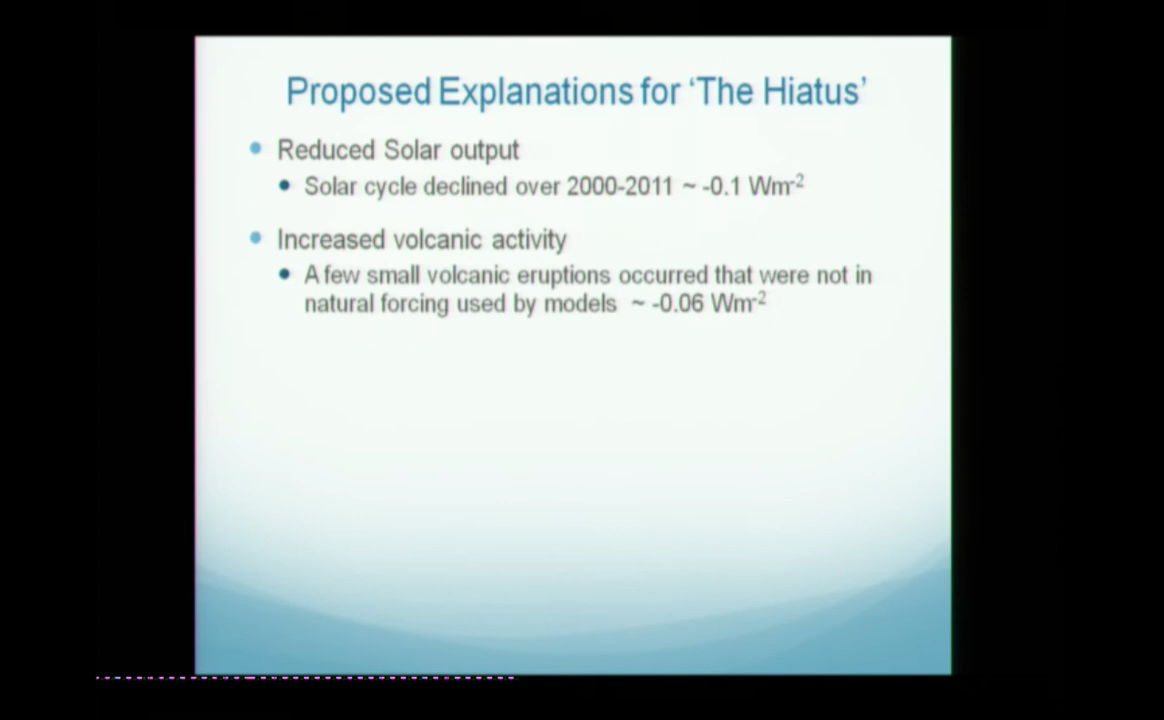 Proposed Explanations for ‘The Hiatus’
• Reduced Solar output
• Solar cycle declined over 2000-2011 ~ -0.1 Wm⁻²
• Increased volcanic activity
• A few small volcanic eruptions occurred that were not in
natural forcing used by models ~ -0.06 Wm⁻²